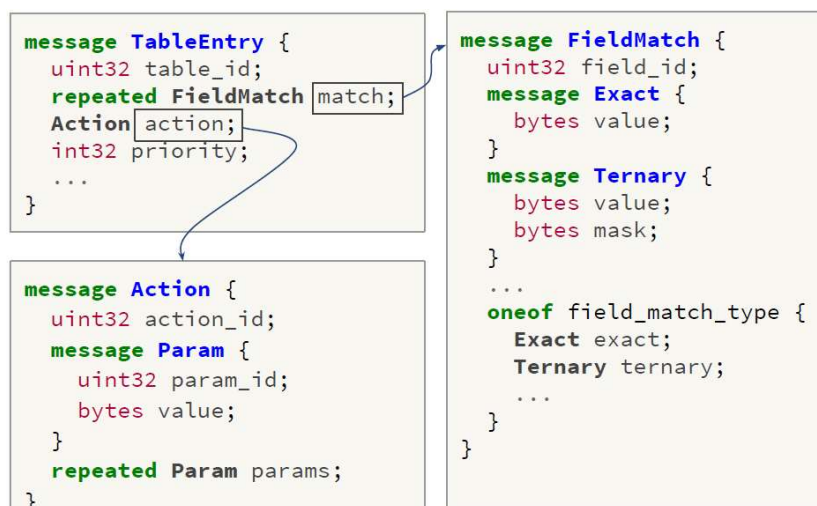 message TableEntry {
uint32 table_id;
repeated FieldMatch match;
Action action;
int32 priority;
...
}
message Action {
uint32 action_id;
message Param {
uint32 param_id;
bytes value;
}
repeated Param params;
}
message FieldMatch {
uint32 field_id;
message Exact {
bytes value;
}
message Ternary {
bytes value;
bytes mask;
}
...
oneof field_match_type {
Exact exact;
Ternary ternary;
...
}
}